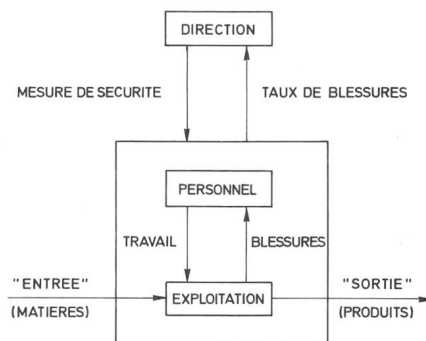 DIRECTION
MESURE DE SECURITE
TAUX DE BLESSURES
PERSONNEL
TRAVAIL
BLESSURES
"ENTREE"
(MATIERES)
EXPLOITATION
"SORTIE"
(PRODUITS)